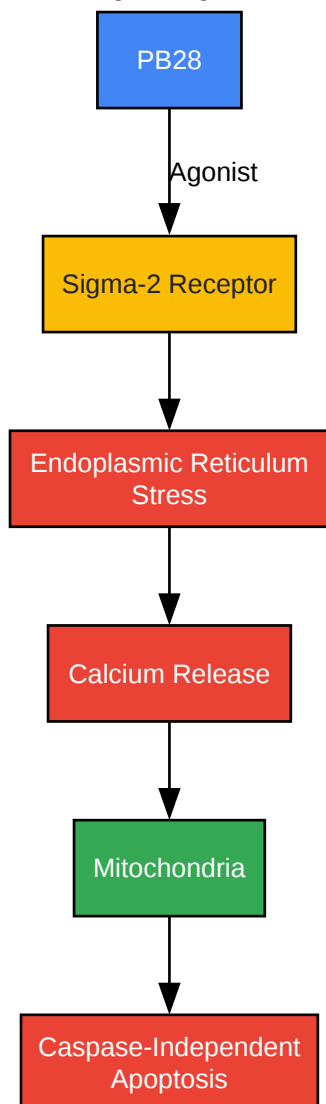 PB28
Agonist
Sigma-2 Receptor
Endoplasmic Reticulum
Stress
Calcium Release
Mitochondria
Caspase-Independent
Apoptosis